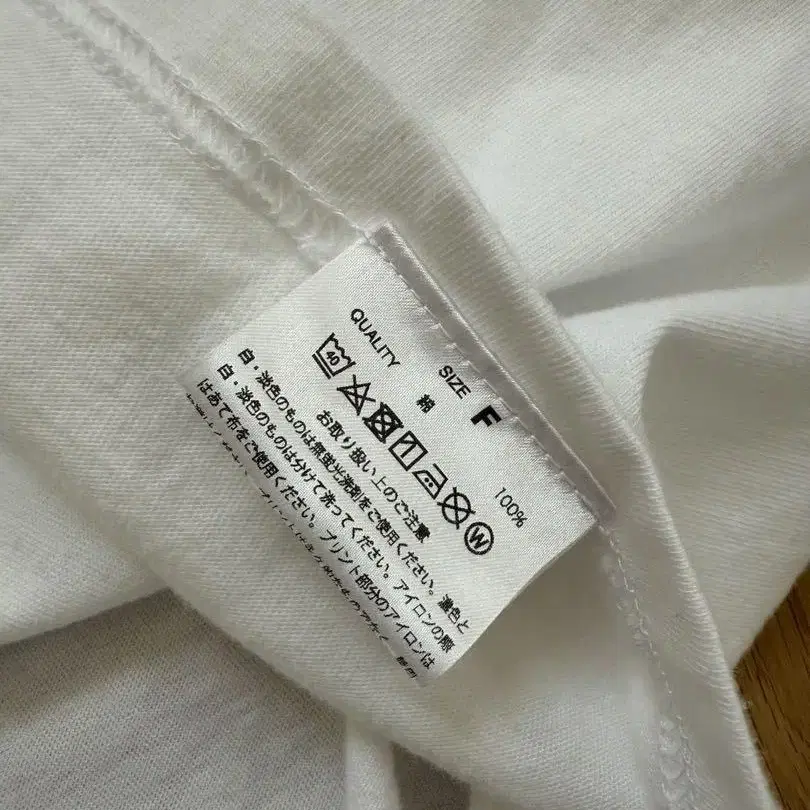 SIZE F
QUALITY
綿 100%
40
W
お取り扱い上のご注意
白・淡色のものは無蛍光洗剤をご使用ください。濃色と
白・淡色のものは分けて洗ってください。アイロンの際
はあて布をご使用ください。プリント部分のアイロンは